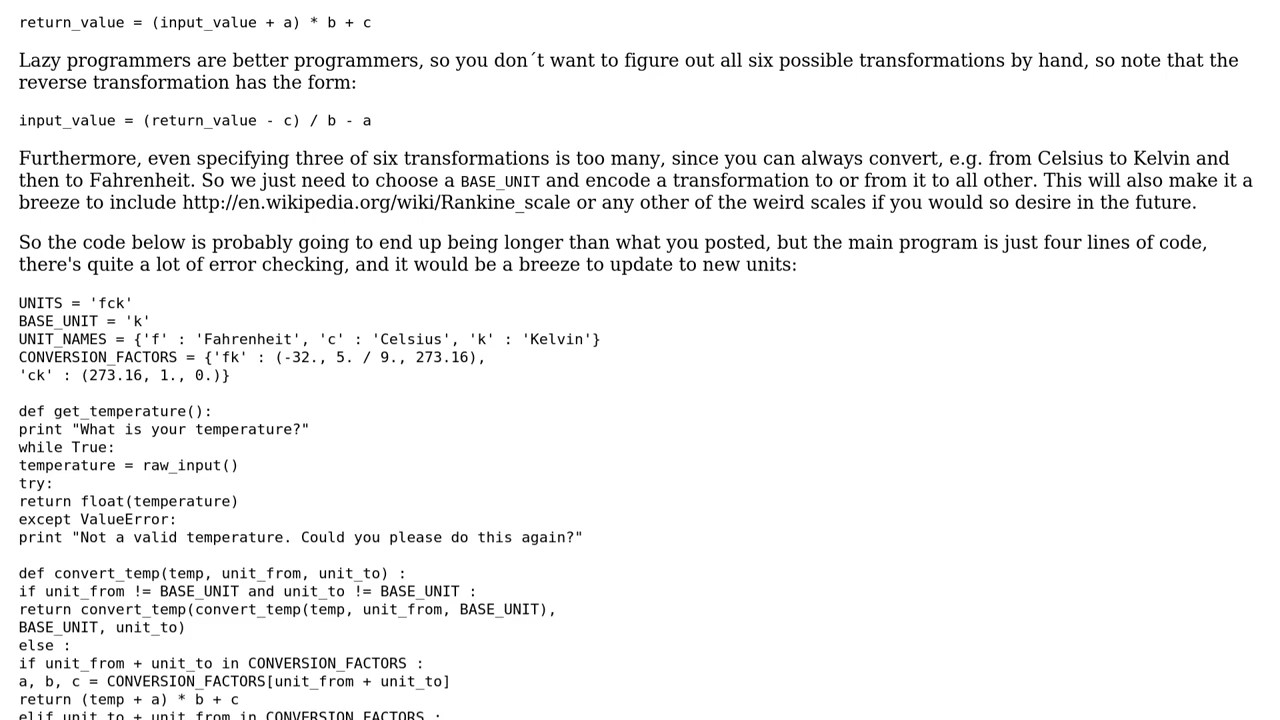 return_value = (input_value + a) * b + c
Lazy programmers are better programmers, so you don´t want to figure out all six possible transformations by hand, so note that the
reverse transformation has the form:
input_value = (return_value - c) / b - a
Furthermore, even specifying three of six transformations is too many, since you can always convert, e.g. from Celsius to Kelvin and
then to Fahrenheit. So we just need to choose a BASE_UNIT and encode a transformation to or from it to all other. This will also make it a
breeze to include http://en.wikipedia.org/wiki/Rankine_scale or any other of the weird scales if you would so desire in the future.
So the code below is probably going to end up being longer than what you posted, but the main program is just four lines of code,
there's quite a lot of error checking, and it would be a breeze to update to new units:
UNITS = 'fck'
BASE_UNIT = 'k'
UNIT_NAMES = {'f' : 'Fahrenheit', 'c' : 'Celsius', 'k' : 'Kelvin'}
CONVERSION_FACTORS = {'fk' : (-32., 5. / 9., 273.16),
'ck' : (273.16, 1., 0.)}
def get_temperature():
print "What is your temperature?"
while True:
temperature = raw_input()
try:
return float(temperature)
except ValueError:
print "Not a valid temperature. Could you please do this again?"
def convert_temp(temp, unit_from, unit_to) :
if unit_from != BASE_UNIT and unit_to != BASE_UNIT :
return convert_temp(convert_temp(temp, unit_from, BASE_UNIT),
BASE_UNIT, unit_to)
else :
if unit_from + unit_to in CONVERSION_FACTORS :
a, b, c = CONVERSION_FACTORS[unit_from + unit_to]
return (temp + a) * b + c
elif unit_to + unit_from in CONVERSION_FACTORS :